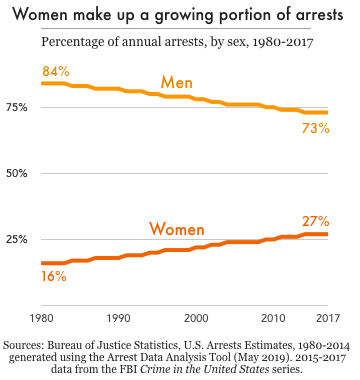 Women make up a growing portion of arrests
Percentage of annual arrests, by sex, 1980-2017
84%
Men
75%
73%
50%
Women
27%
25%
16%
1980 1990 2000 2010 2017
Sources: Bureau of Justice Statistics, U.S. Arrests Estimates, 1980-2014
generated using the Arrest Data Analysis Tool (May 2019). 2015-2017
data from the FBI Crime in the United States series.